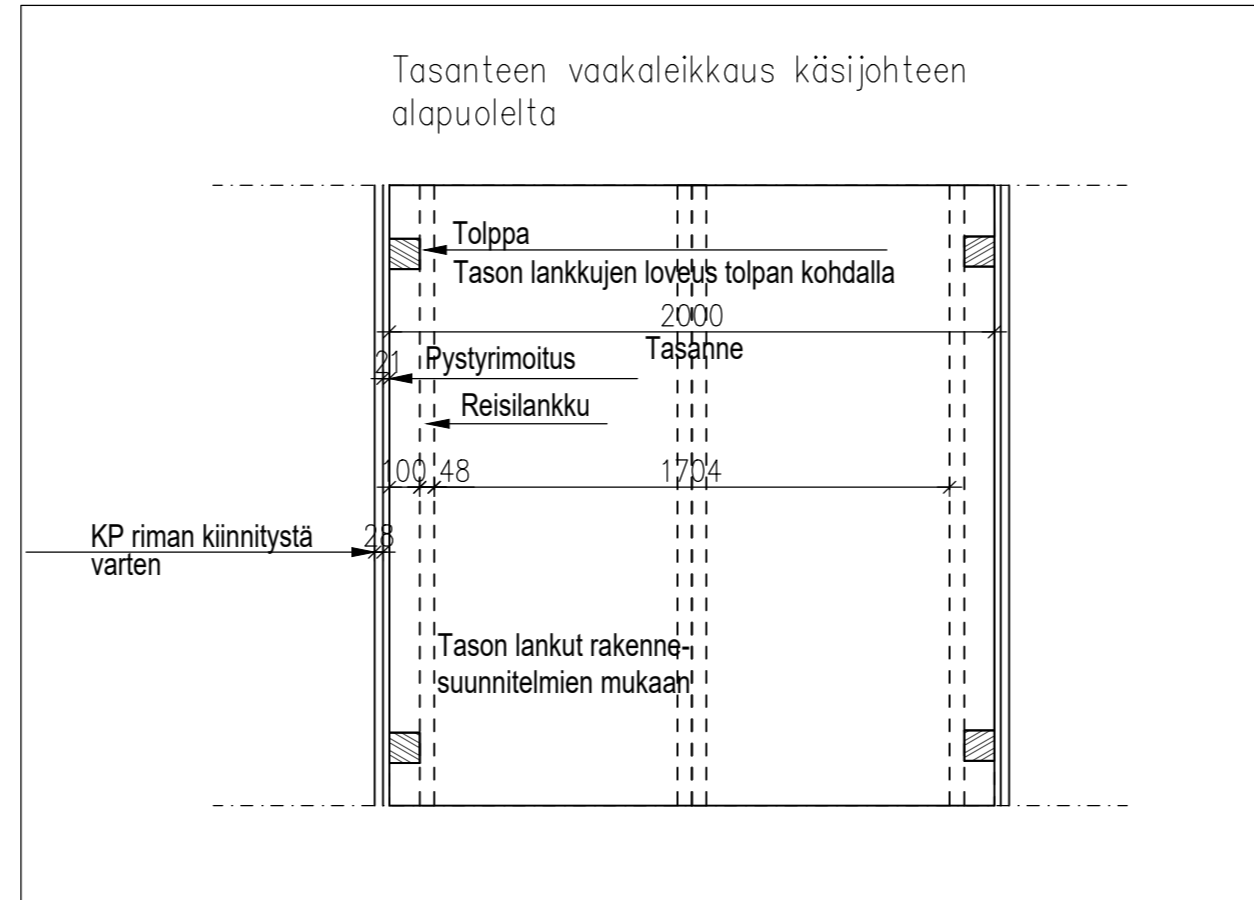 Tasanteen vaakaleikkaus käsijohteen
alapuolelta
Tolppa
Tason lankkujen loveus tolpan kohdalla
2000
Tasanne
21 Pystyrimoitus
Reisilankku
100 48 1704
KP riman kiinnitystä 28
varten
Tason lankut rakenne-
suunnitelmien mukaan